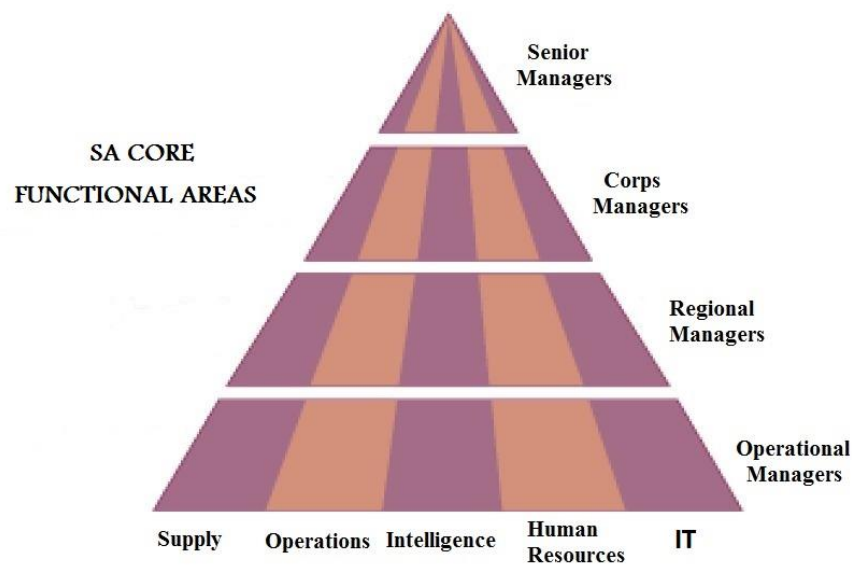 Senior
Managers
SA CORE
FUNCTIONAL AREAS
Corps
Managers
Regional
Managers
Operational
Managers
Supply
Operations
Intelligence
Human
Resources
IT